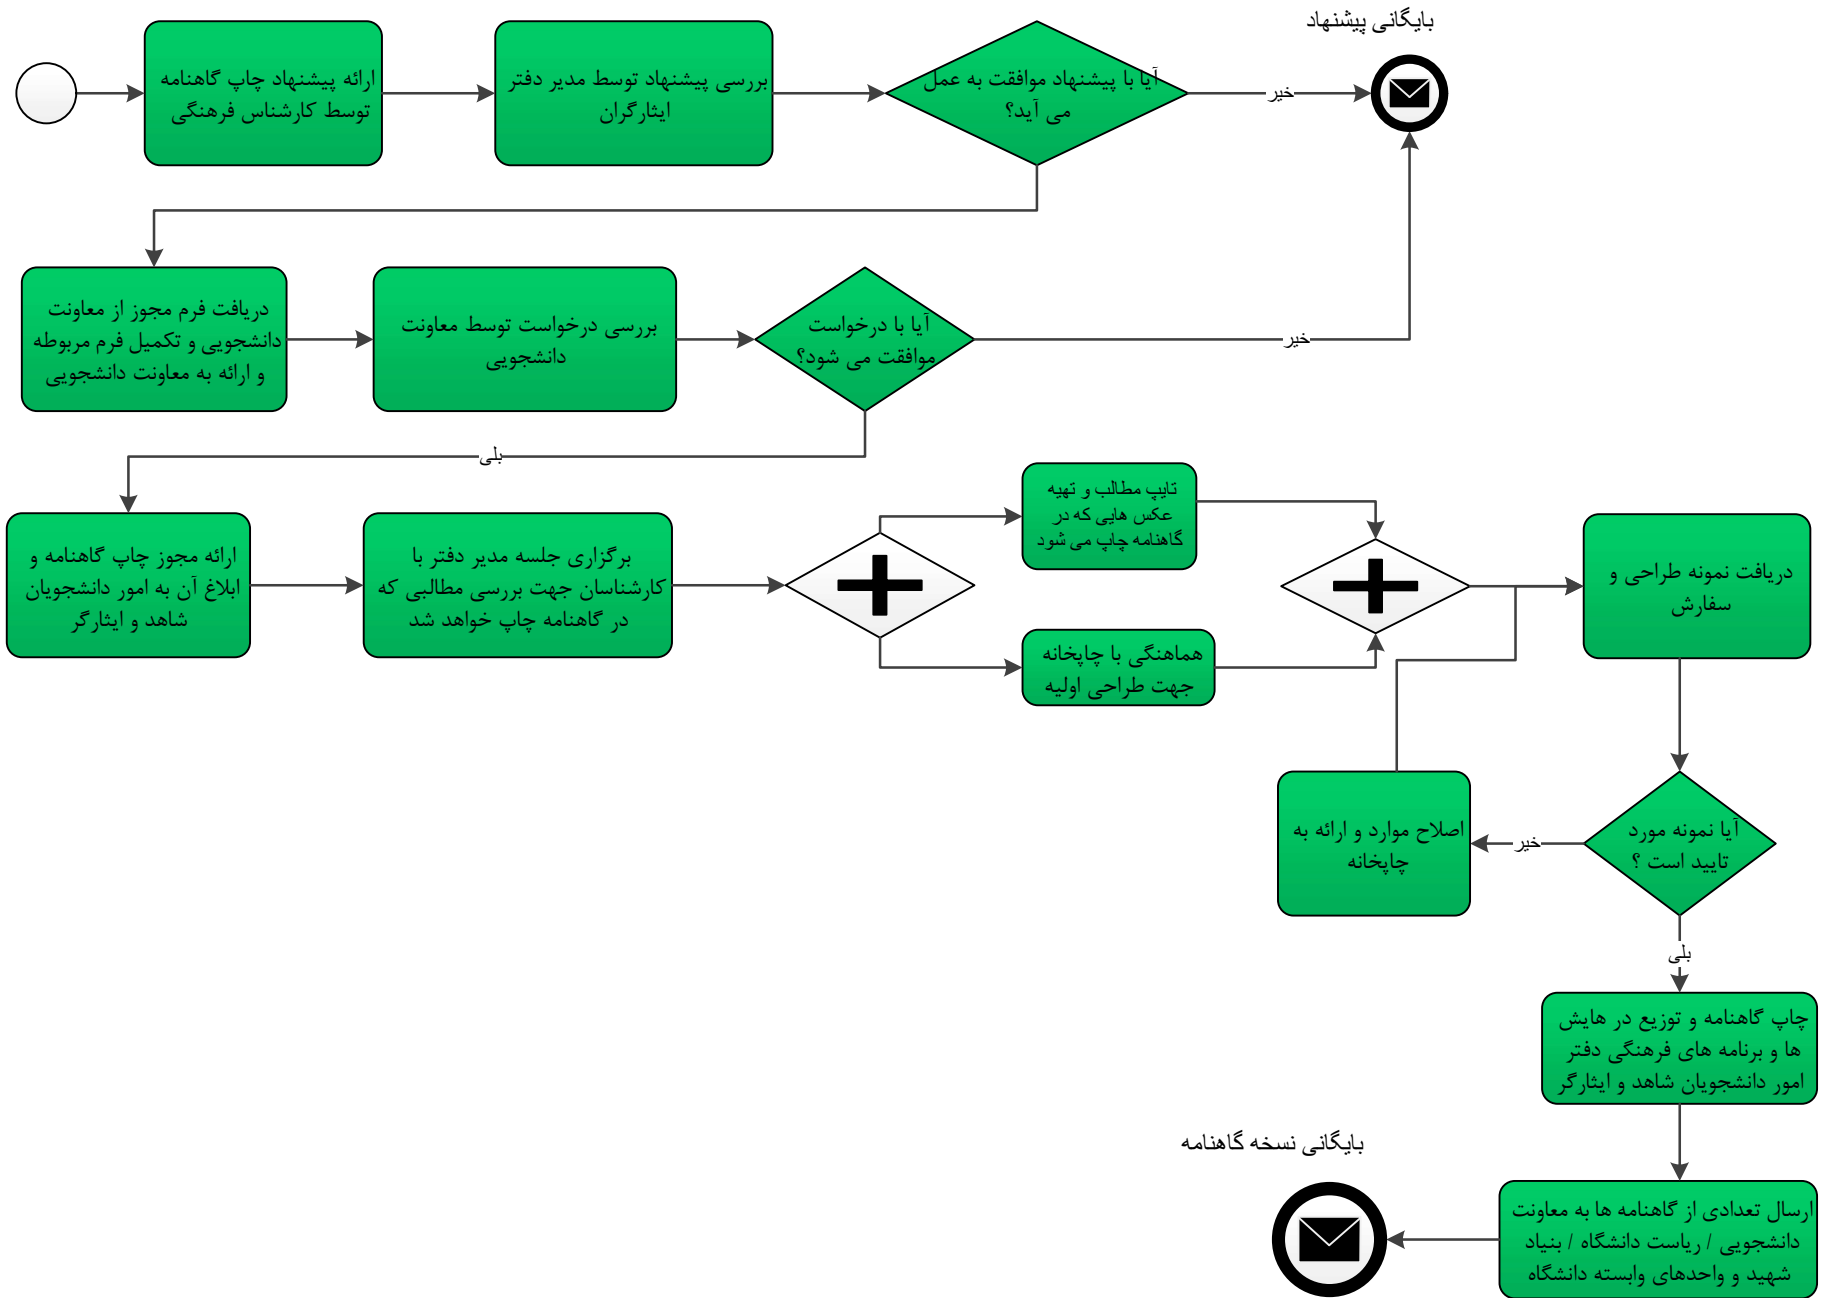 بایگانی پیشنهاد
ارائه پیشنهاد چاپ گاهنامه
توسط کارشناس فرهنگی
بررسی پیشنهاد توسط مدیر دفتر
ایثارگران
آیا با پیشنهاد موافقت به عمل
می آید؟
خیر
دریافت فرم مجوز از معاونت
دانشجویی و تکمیل فرم مربوطه
و ارائه به معاونت دانشجویی
بررسی درخواست توسط معاونت
دانشجویی
آیا با درخواست
موافقت می شود؟
خیر
بلی
ارائه مجوز چاپ گاهنامه و
ابلاغ آن به امور دانشجویان
شاهد و ایثارگر
برگزاری جلسه مدیر دفتر با
کارشناسان جهت بررسی مطالبی که
در گاهنامه چاپ خواهد شد
تایپ مطالب و تهیه
عکس هایی که در
گاهنامه چاپ می شود
هماهنگی با چاپخانه
جهت طراحی اولیه
دریافت نمونه طراحی و
سفارش
آیا نمونه مورد
تایید است ؟
خیر
اصلاح موارد و ارائه به
چاپخانه
بلی
چاپ گاهنامه و توزیع در هایش
ها و برنامه های فرهنگی دفتر
امور دانشجویان شاهد و ایثارگر
ارسال تعدادی از گاهنامه ها به معاونت
دانشجویی / ریاست دانشگاه / بنیاد
شهید و واحدهای وابسته دانشگاه
بایگانی نسخه گاهنامه